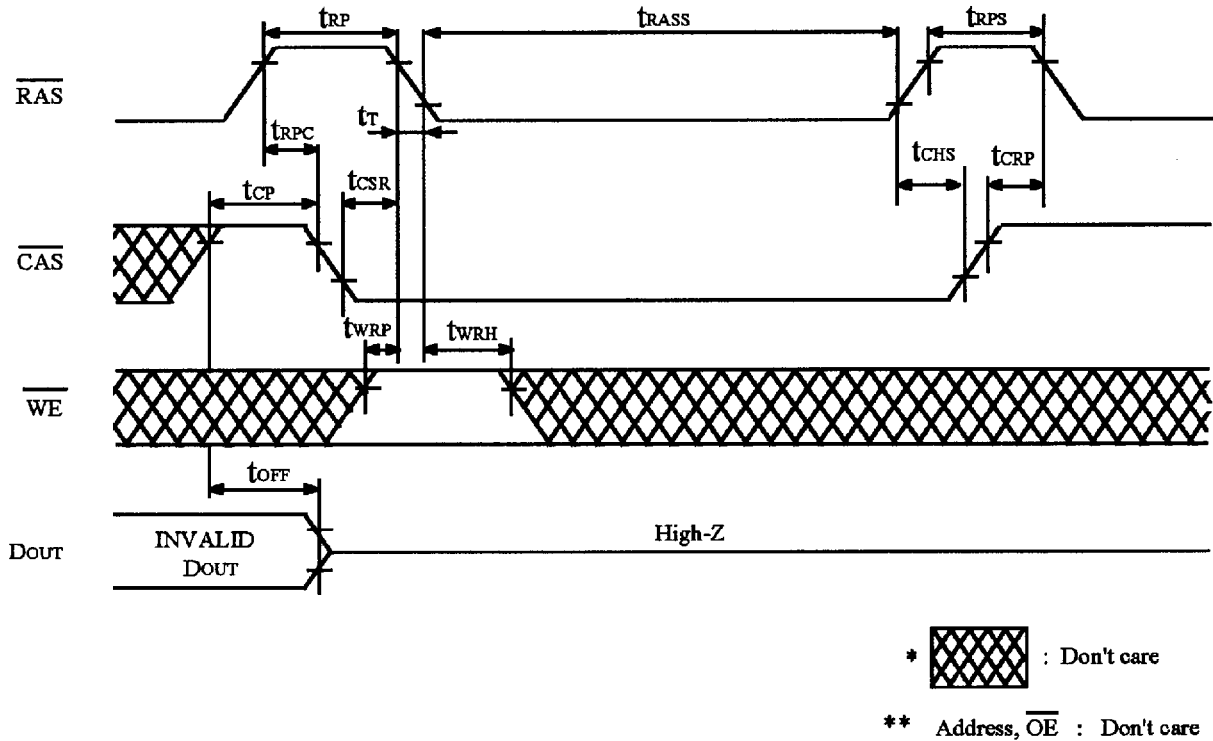 tRP
tRASS
tRPS
RAS
tT
tRPC
tCHS
tCRP
tCP
tCSR
CAS
tWRP
tWRH
WE
tOFF
DOUT
INVALID
DOUT
High-Z
* : Don't care
** Address, OE : Don't care